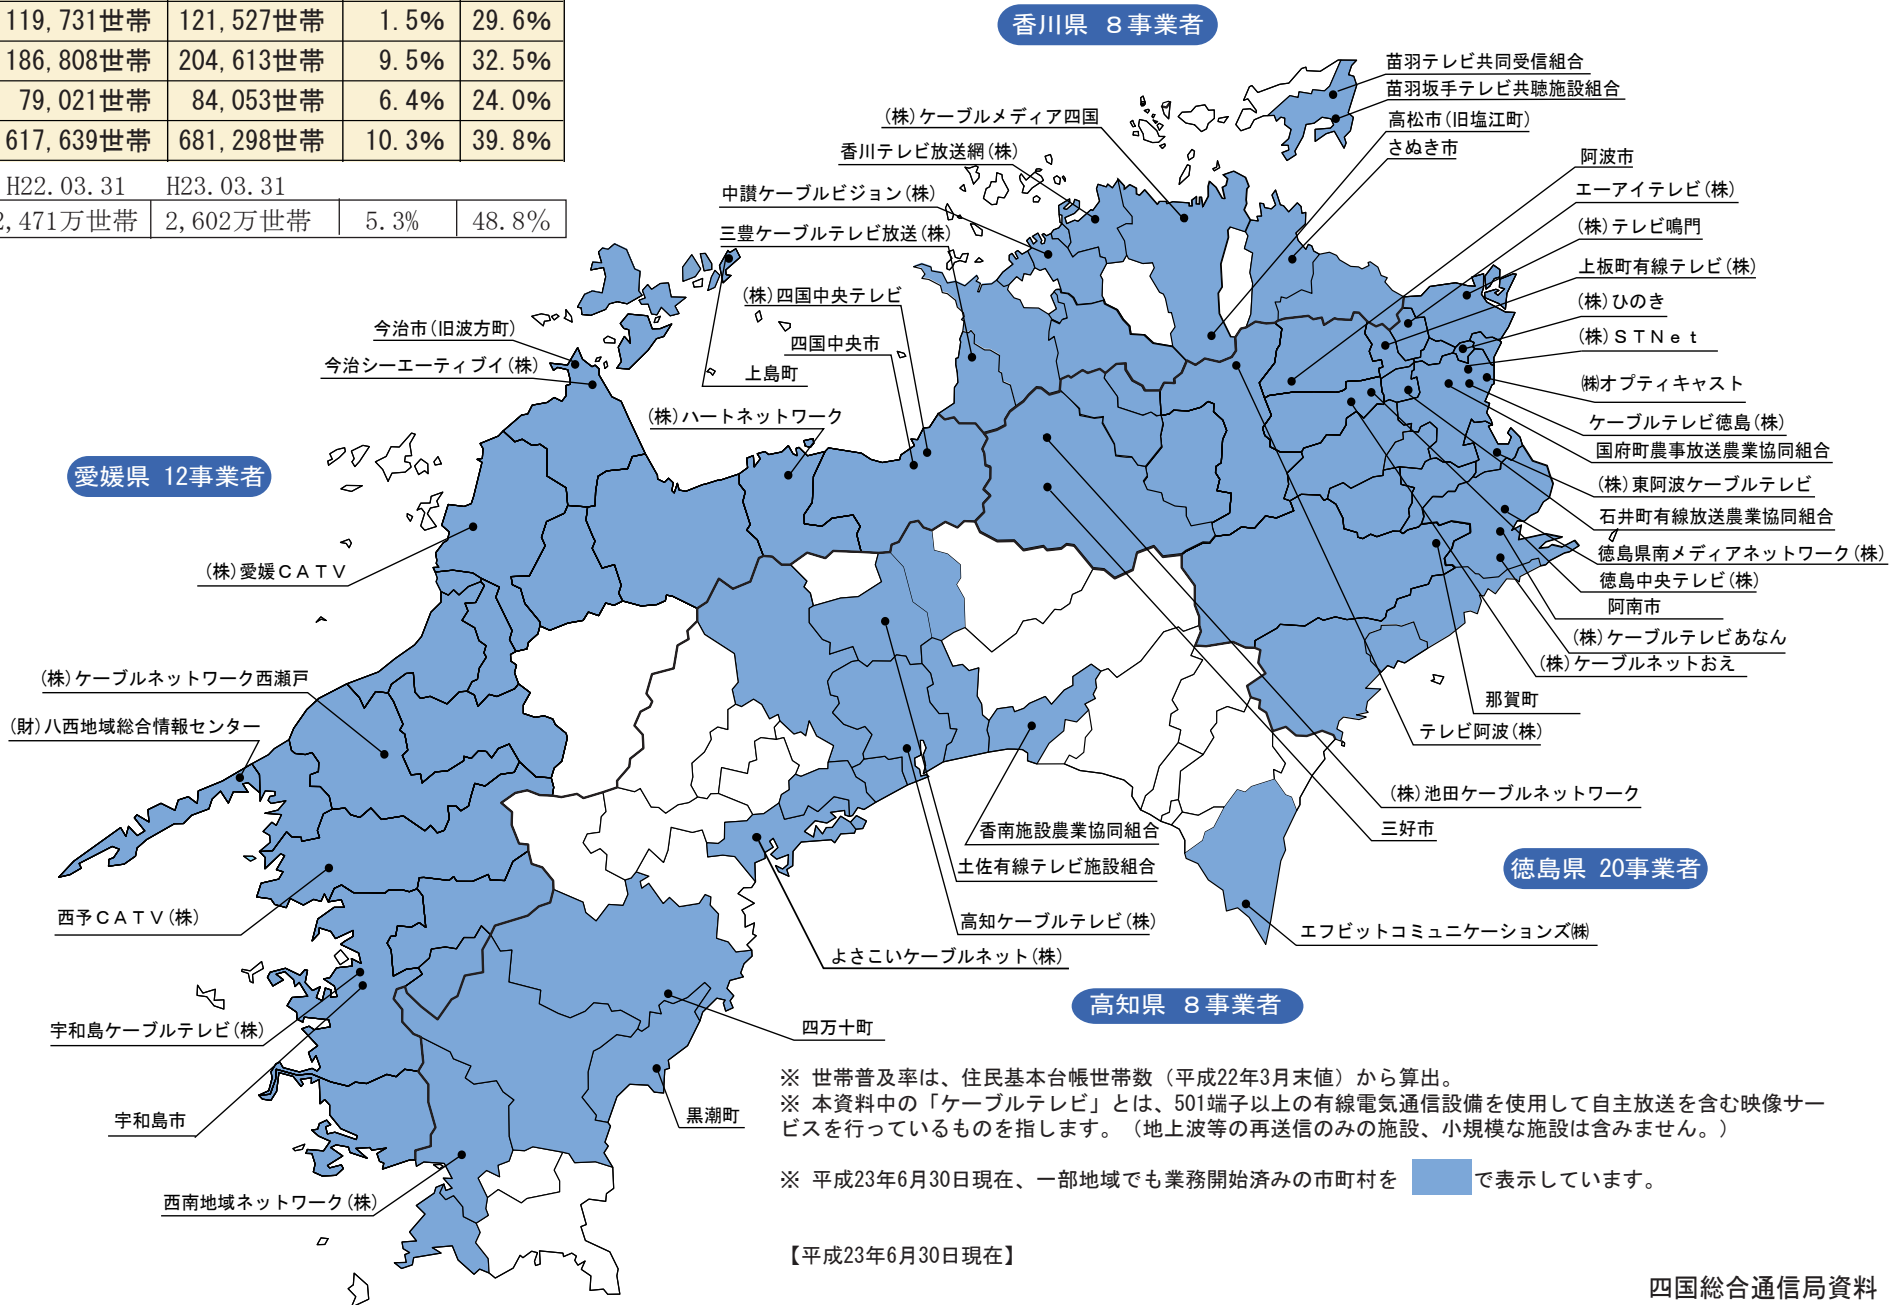 119,731世帯 121,527世帯 1.5% 29.6%
186,808世帯 204,613世帯 9.5% 32.5%
79,021世帯 84,053世帯 6.4% 24.0%
617,639世帯 681,298世帯 10.3% 39.8%
H22.03.31 H23.03.31
2,471万世帯 2,602万世帯 5.3% 48.8%
香川県 8事業者
苗羽テレビ共同受信組合
苗羽坂手テレビ共聴施設組合
高松市(旧塩江町)
さぬき市
(株)ケーブルメディア四国
香川テレビ放送網(株)
中讃ケーブルビジョン(株)
三豊ケーブルテレビ放送(株)
阿波市
エーアイテレビ(株)
(株)テレビ鳴門
上板町有線テレビ(株)
(株)ひのき
(株)STNet
㈱オプティキャスト
ケーブルテレビ徳島(株)
国府町農事放送農業協同組合
(株)東阿波ケーブルテレビ
石井町有線放送農業協同組合
徳島県南メディアネットワーク(株)
徳島中央テレビ(株)
阿南市
(株)ケーブルテレビあなん
(株)ケーブルネットおえ
那賀町
テレビ阿波(株)
(株)池田ケーブルネットワーク
三好市
徳島県 20事業者
(株)四国中央テレビ
四国中央市
上島町
今治市(旧波方町)
今治シーエーティブイ(株)
(株)ハートネットワーク
愛媛県 12事業者
(株)愛媛CATV
(株)ケーブルネットワーク西瀬戸
(財)八西地域総合情報センター
西予CATV(株)
宇和島ケーブルテレビ(株)
宇和島市
西南地域ネットワーク(株)
香南施設農業協同組合
土佐有線テレビ施設組合
高知ケーブルテレビ(株)
よさこいケーブルネット(株)
エフビットコミュニケーションズ㈱
高知県 8事業者
四万十町
黒潮町
※ 世帯普及率は、住民基本台帳世帯数(平成22年3月末値)から算出。
※ 本資料中の「ケーブルテレビ」とは、501端子以上の有線電気通信設備を使用して自主放送を含む映像サー
ビスを行っているものを指します。(地上波等の再送信のみの施設、小規模な施設は含みません。)
※ 平成23年6月30日現在、一部地域でも業務開始済みの市町村を で表示しています。
【平成23年6月30日現在】
四国総合通信局資料